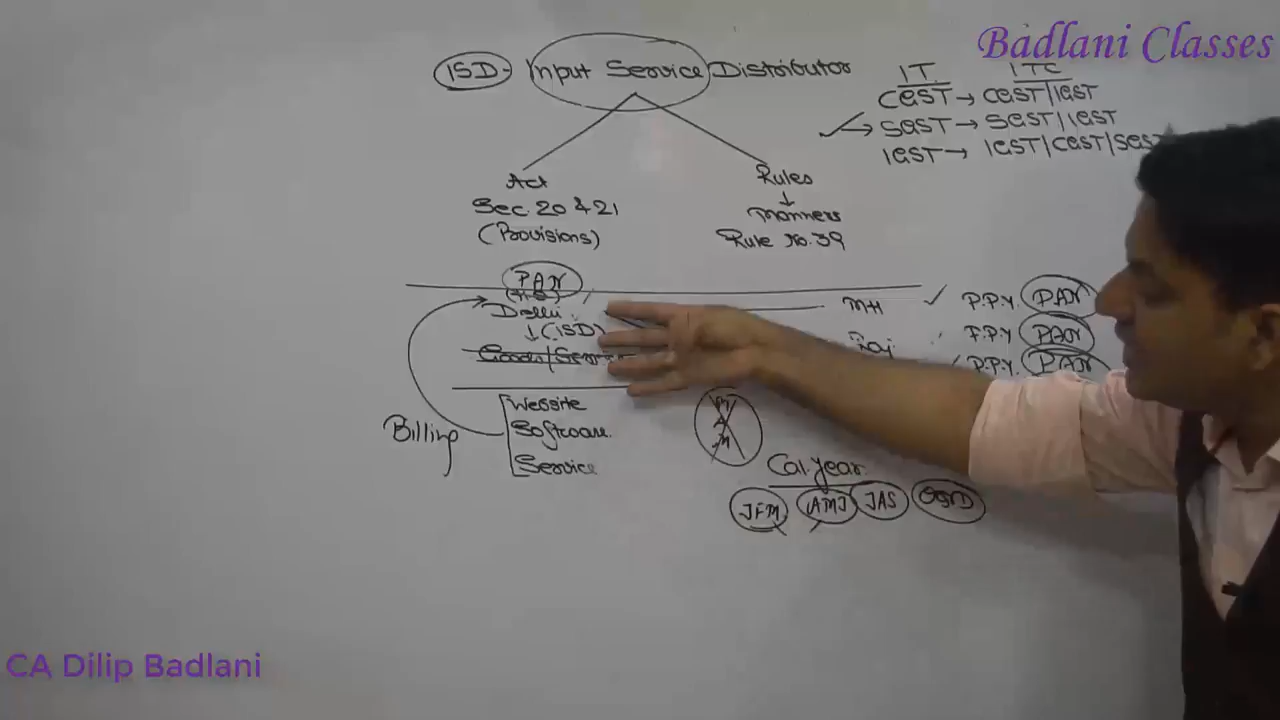 Badlani Classes
ISD- Input Service Distributor
IT. ITC
CGST → CGST/IGST
SGST → SGST/IGST
IGST → IGST/CGST/SGST
Act
Sec. 20 & 21
(Provisions)
Rules
↓
Manners
Rule No. 39
PAN
(H.O)
Delhi
↓ (ISD)
MH P.P.Y. PAN
Raj. PAN
P.P.Y. PAN
Billing
Website
Software
Service
Cal. year
JFM AMJ JAS OND
CA Dilip Badlani